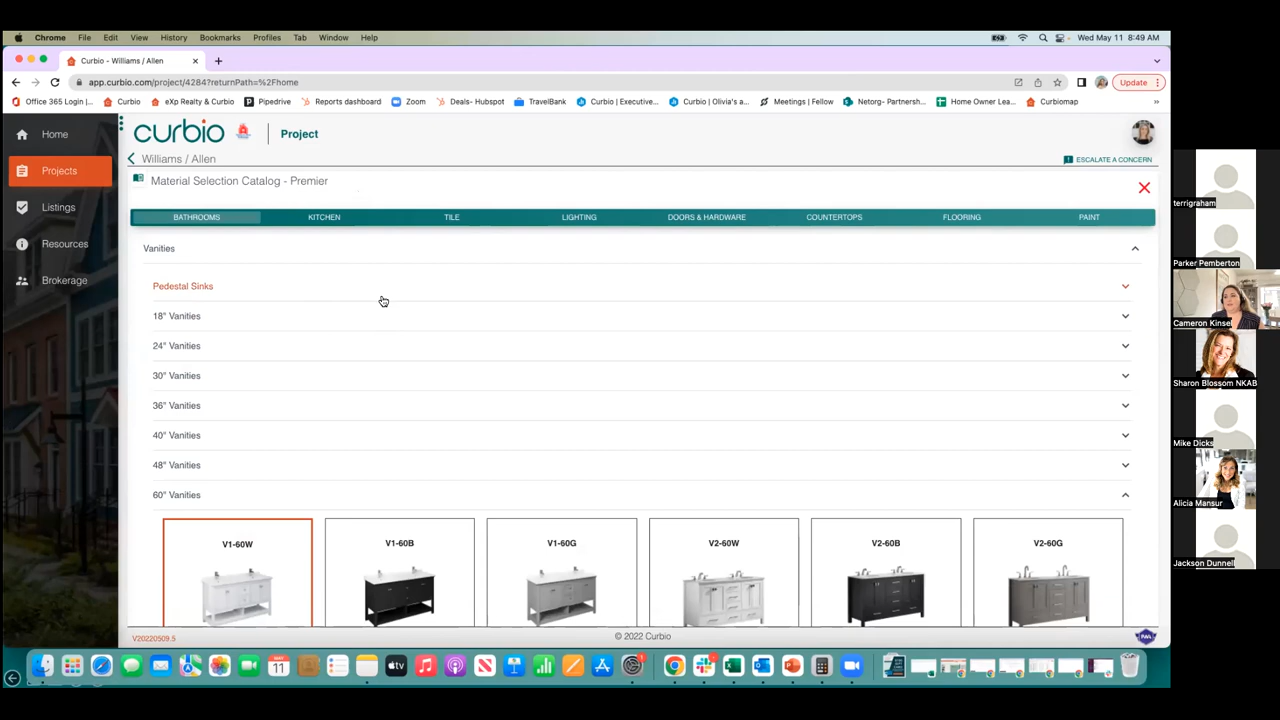 Chrome File Edit View History Bookmarks Profiles Tab Window Help Wed May 11 8:49 AM
Curbio - Williams / Allen
app.curbio.com/project/4284?returnPath=%2Fhome Update
Office 365 Login |... Curbio eXp Realty & Curbio Pipedrive Reports dashboard Zoom Deals- Hubspot TravelBank Curbio | Executive... Curbio | Olivia's a... Meetings | Fellow Netorg- Partnersh... Home Owner Lea... Curbiomap
Home
Projects
Listings
Resources
Brokerage
curbio Project
Williams / Allen ESCALATE A CONCERN
Material Selection Catalog - Premier
BATHROOMS KITCHEN TILE LIGHTING DOORS & HARDWARE COUNTERTOPS FLOORING PAINT
Vanities
Pedestal Sinks
18" Vanities
24" Vanities
30" Vanities
36" Vanities
40" Vanities
48" Vanities
60" Vanities
V1-60W V1-60B V1-60G V2-60W V2-60B V2-60G
V20220509.5 © 2022 Curbio
terrigraham
Parker Pemberton
Cameron Kinsel
Sharon Blossom NKAB
Mike Dicks
Alicia Mansur
Jackson Dunnell